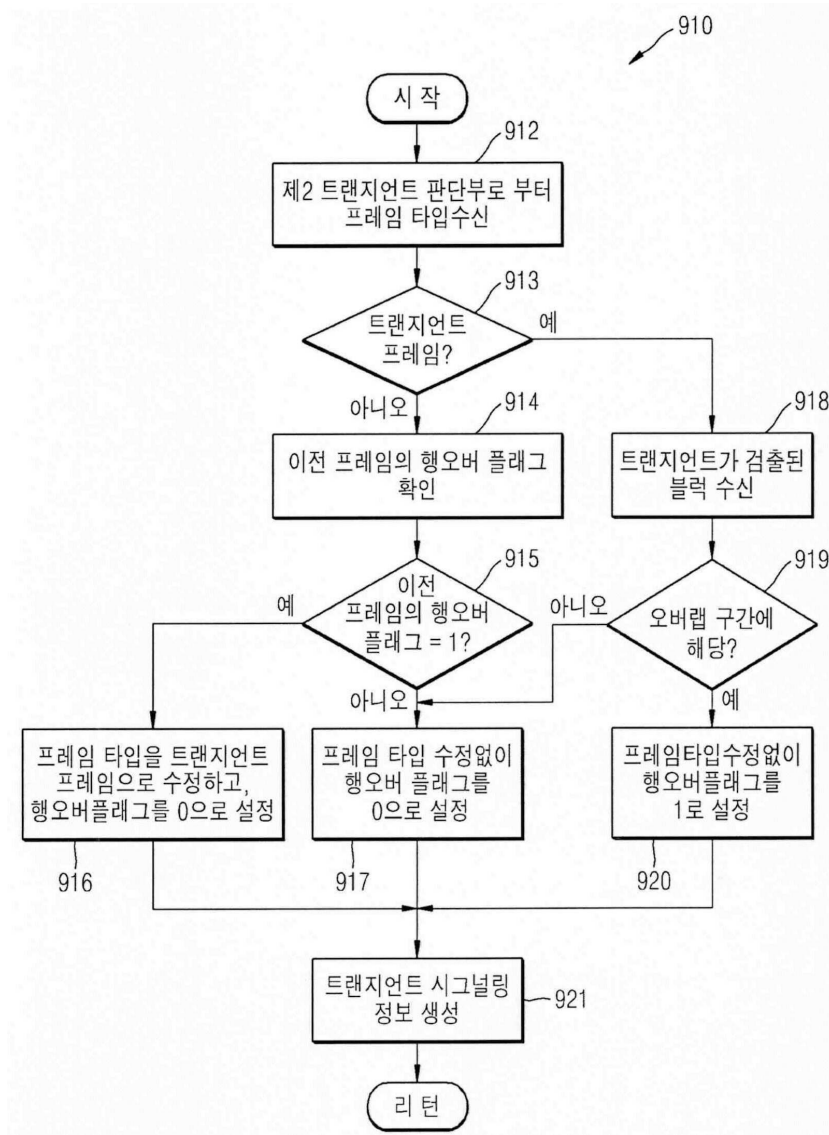 910
시 작
912
제2 트랜지언트 판단부로 부터
프레임 타입수신
913
트랜지언트
프레임?
예
아니오
914
이전 프레임의 행오버 플래그
확인
918
트랜지언트가 검출된
블럭 수신
915
이전
프레임의 행오버
플래그 = 1?
예
아니오
919
오버랩 구간에
해당?
아니오
예
프레임 타입을 트랜지언트
프레임으로 수정하고,
행오버플래그를 0으로 설정
916
프레임 타입 수정없이
행오버 플래그를
0으로 설정
917
프레임타입수정없이
행오버플래그를
1로 설정
920
트랜지언트 시그널링
정보 생성
921
리 턴